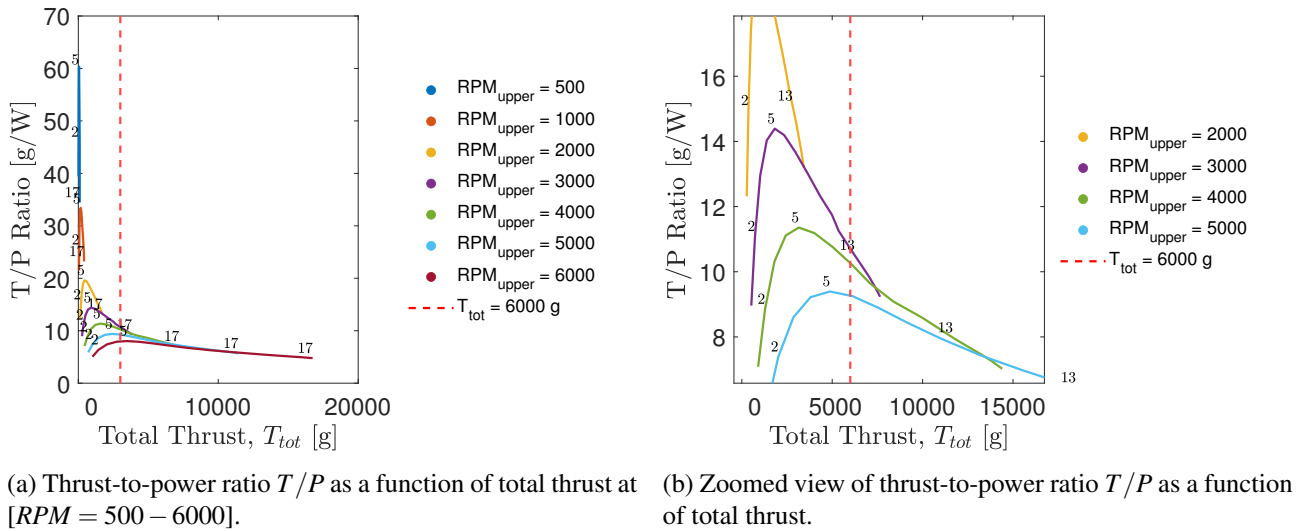 70
60
50
40
30
20
10
0
T/P Ratio [g/W]
5
2
17
5
2
17
5
2
5
17
2
5
2
5
2
5
17
17
17
0
10000
20000
Total Thrust, T_tot [g]
RPM_upper = 500
RPM_upper = 1000
RPM_upper = 2000
RPM_upper = 3000
RPM_upper = 4000
RPM_upper = 5000
RPM_upper = 6000
T_tot = 6000 g
16
14
12
10
8
T/P Ratio [g/W]
2
13
5
2
5
13
2
5
2
13
13
0
5000
10000
15000
Total Thrust, T_tot [g]
RPM_upper = 2000
RPM_upper = 3000
RPM_upper = 4000
RPM_upper = 5000
T_tot = 6000 g
(a) Thrust-to-power ratio T/P as a function of total thrust at
[RPM = 500 − 6000].
(b) Zoomed view of thrust-to-power ratio T/P as a function
of total thrust.